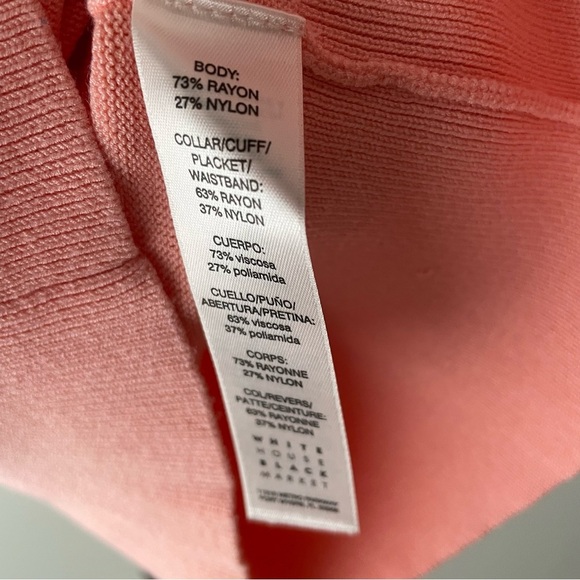 BODY:
73% RAYON
27% NYLON
COLLAR/CUFF/
PLACKET/
WAISTBAND:
63% RAYON
37% NYLON
CUERPO:
73% viscosa
27% poliamida
CUELLO/PUÑO/
ABERTURA/PRETINA:
63% viscosa
37% poliamida
CORPS:
73% RAYONNE
27% NYLON
COL/REVERS/
PATTE/CEINTURE:
63% RAYONNE
37% NYLON
WHITE
HOUSE
BLACK
MARKET